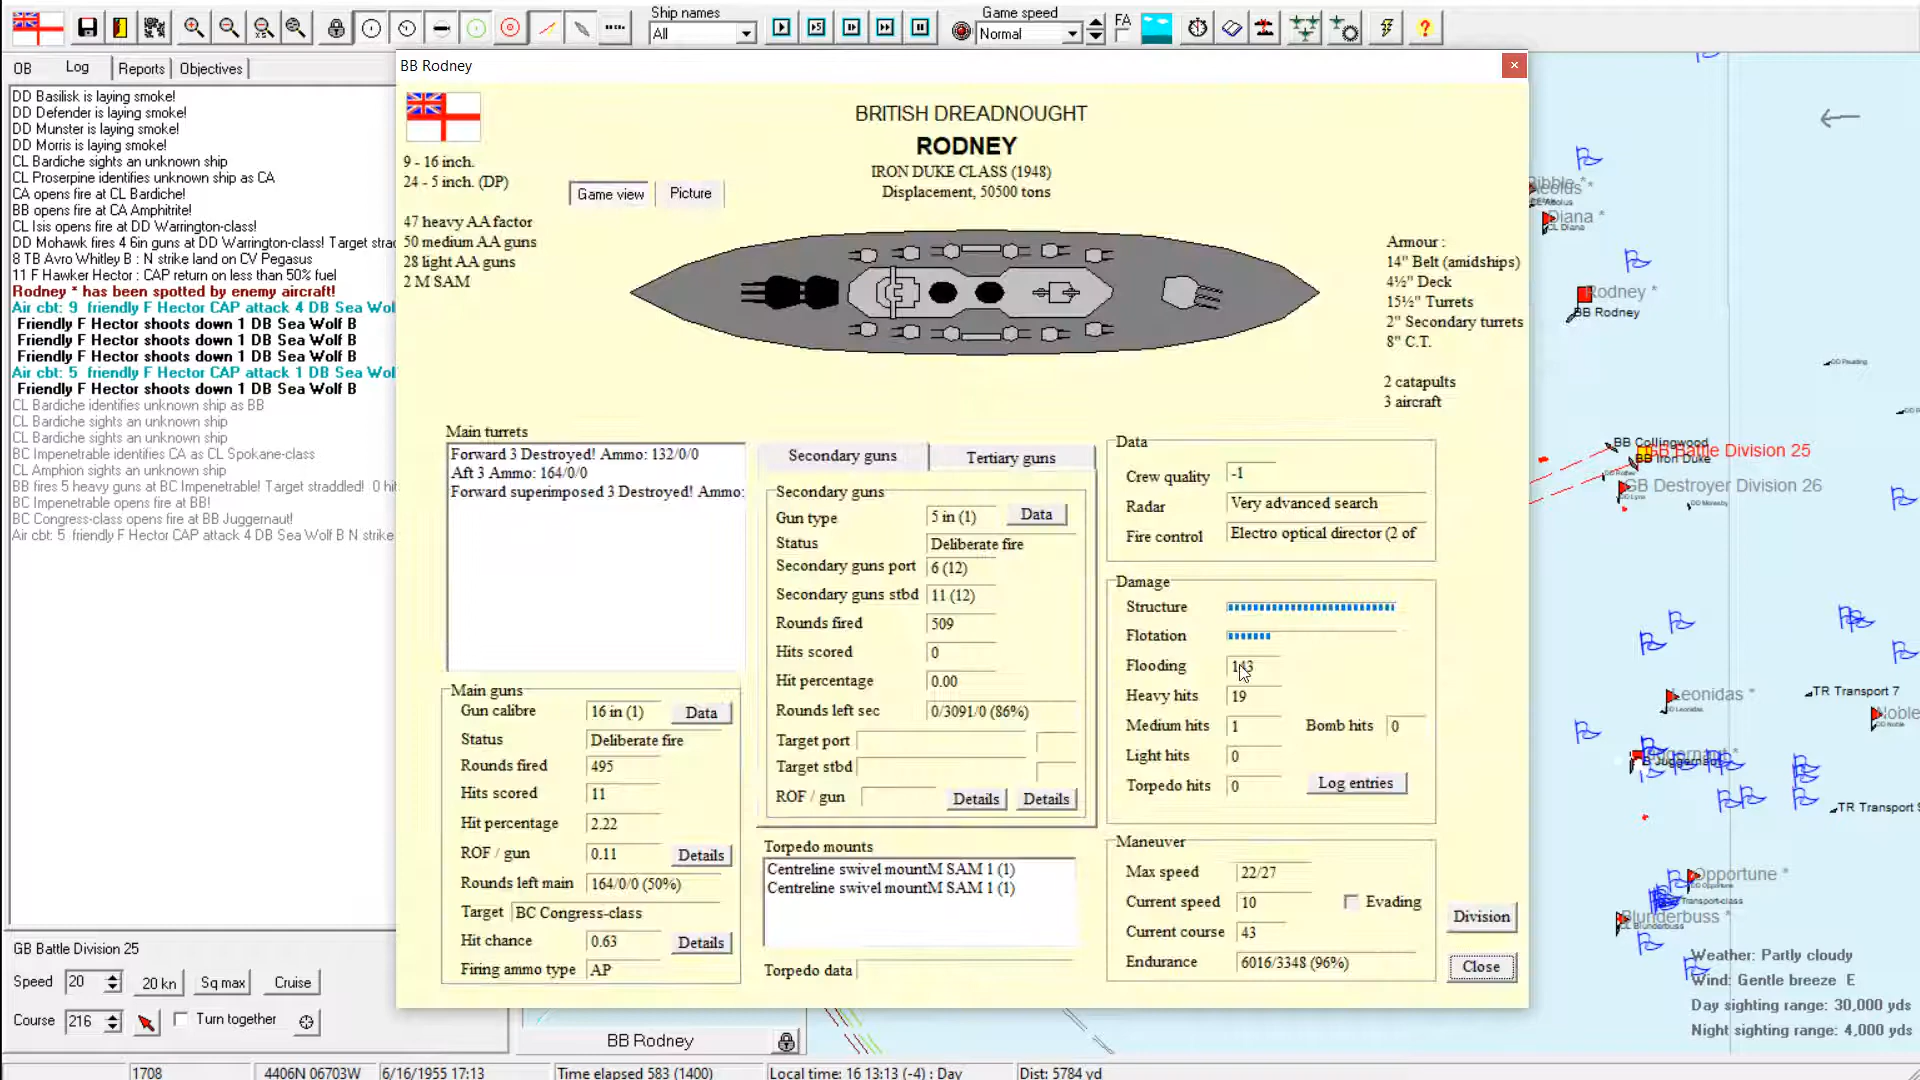 Ship names
Game speed
All
Normal
FA
OB
Log
Reports
Objectives
DD Basilisk is laying smoke!
DD Defender is laying smoke!
DD Munster is laying smoke!
DD Morris is laying smoke!
CL Bardiche sights an unknown ship
CL Proserpine identifies unknown ship as CA
CA opens fire at CL Bardiche!
BB opens fire at CA Amphitrite!
CL Isis opens fire at DD Warrington-class!
DD Mohawk fires 4 6in guns at DD Warrington-class! Target
8 TB Avro Whitley B : N strike land on CV Pegasus
11 F Hawker Hector : CAP return on less than 50% fuel
Rodney * has been spotted by enemy aircraft!
Air cbt: 9 friendly F Hector CAP attack 4 DB Sea Wol
Friendly F Hector shoots down 1 DB Sea Wolf B
Friendly F Hector shoots down 1 DB Sea Wolf B
Friendly F Hector shoots down 1 DB Sea Wolf B
Air cbt: 5 friendly F Hector CAP attack 1 DB Sea Wol
Friendly F Hector shoots down 1 DB Sea Wolf B
CL Bardiche identifies unknown ship as BB
CL Bardiche sights an unknown ship
CL Bardiche sights an unknown ship
BC Impenetrable identifies CA as CL Spokane-class
CL Amphion sights an unknown ship
BB fires 5 heavy guns at BC Impenetrable! Target straddled! 0 hit
BC Impenetrable opens fire at BB!
BC Congress-class opens fire at BB Juggernaut!
Air cbt: 5 friendly F Hector CAP attack 4 DB Sea Wolf B N strike
GB Battle Division 25
Speed 20 20 kn Sq max Cruise
Course 216 Turn together
BB Rodney
BRITISH DREADNOUGHT
RODNEY
IRON DUKE CLASS (1948)
Displacement, 50500 tons
9 - 16 inch.
24 - 5 inch. (DP)
47 heavy AA factor
50 medium AA guns
28 light AA guns
2 M SAM
Game view
Picture
Armour :
14" Belt (amidships)
4½" Deck
15½" Turrets
2" Secondary turrets
8" C.T.
2 catapults
3 aircraft
Main turrets
Forward 3 Destroyed! Ammo: 132/0/0
Aft 3 Ammo: 164/0/0
Forward superimposed 3 Destroyed! Ammo:
Main guns
Gun calibre 16 in (1) Data
Status Deliberate fire
Rounds fired 495
Hits scored 11
Hit percentage 2.22
ROF / gun 0.11 Details
Rounds left main 164/0/0 (50%)
Target BC Congress-class
Hit chance 0.63 Details
Firing ammo type AP
Secondary guns
Tertiary guns
Secondary guns
Gun type 5 in (1) Data
Status Deliberate fire
Secondary guns port 6 (12)
Secondary guns stbd 11 (12)
Rounds fired 509
Hits scored 0
Hit percentage 0.00
Rounds left sec 0/3091/0 (86%)
Target port
Target stbd
ROF / gun Details Details
Torpedo mounts
Centreline swivel mountM SAM 1 (1)
Centreline swivel mountM SAM 1 (1)
Torpedo data
Data
Crew quality -1
Radar Very advanced search
Fire control Electro optical director (2 of
Damage
Structure
Flotation
Flooding
Heavy hits 19
Medium hits 1 Bomb hits 0
Light hits 0
Torpedo hits 0 Log entries
Maneuver
Max speed 22/27
Current speed 10 Evading
Current course 43
Endurance 6016/3348 (96%)
Division
Close
Diana *
CL Diana
Rodney *
BB Rodney
BB Collingwood
GB Battle Division 25
BB Iron Duke
GB Destroyer Division 26
Leonidas *
TR Transport 7
Noble
Opportune *
Blunderbuss *
CL Blunderbuss
Weather: Partly cloudy
Wind: Gentle breeze E
Day sighting range: 30,000 yds
Night sighting range: 4,000 yds
BB Rodney
1708
4406N 06703W
6/16/1955 17:13
Time elapsed 583 (1400)
Local time: 16 13:13 (-4) : Day
Dist: 5784 yd